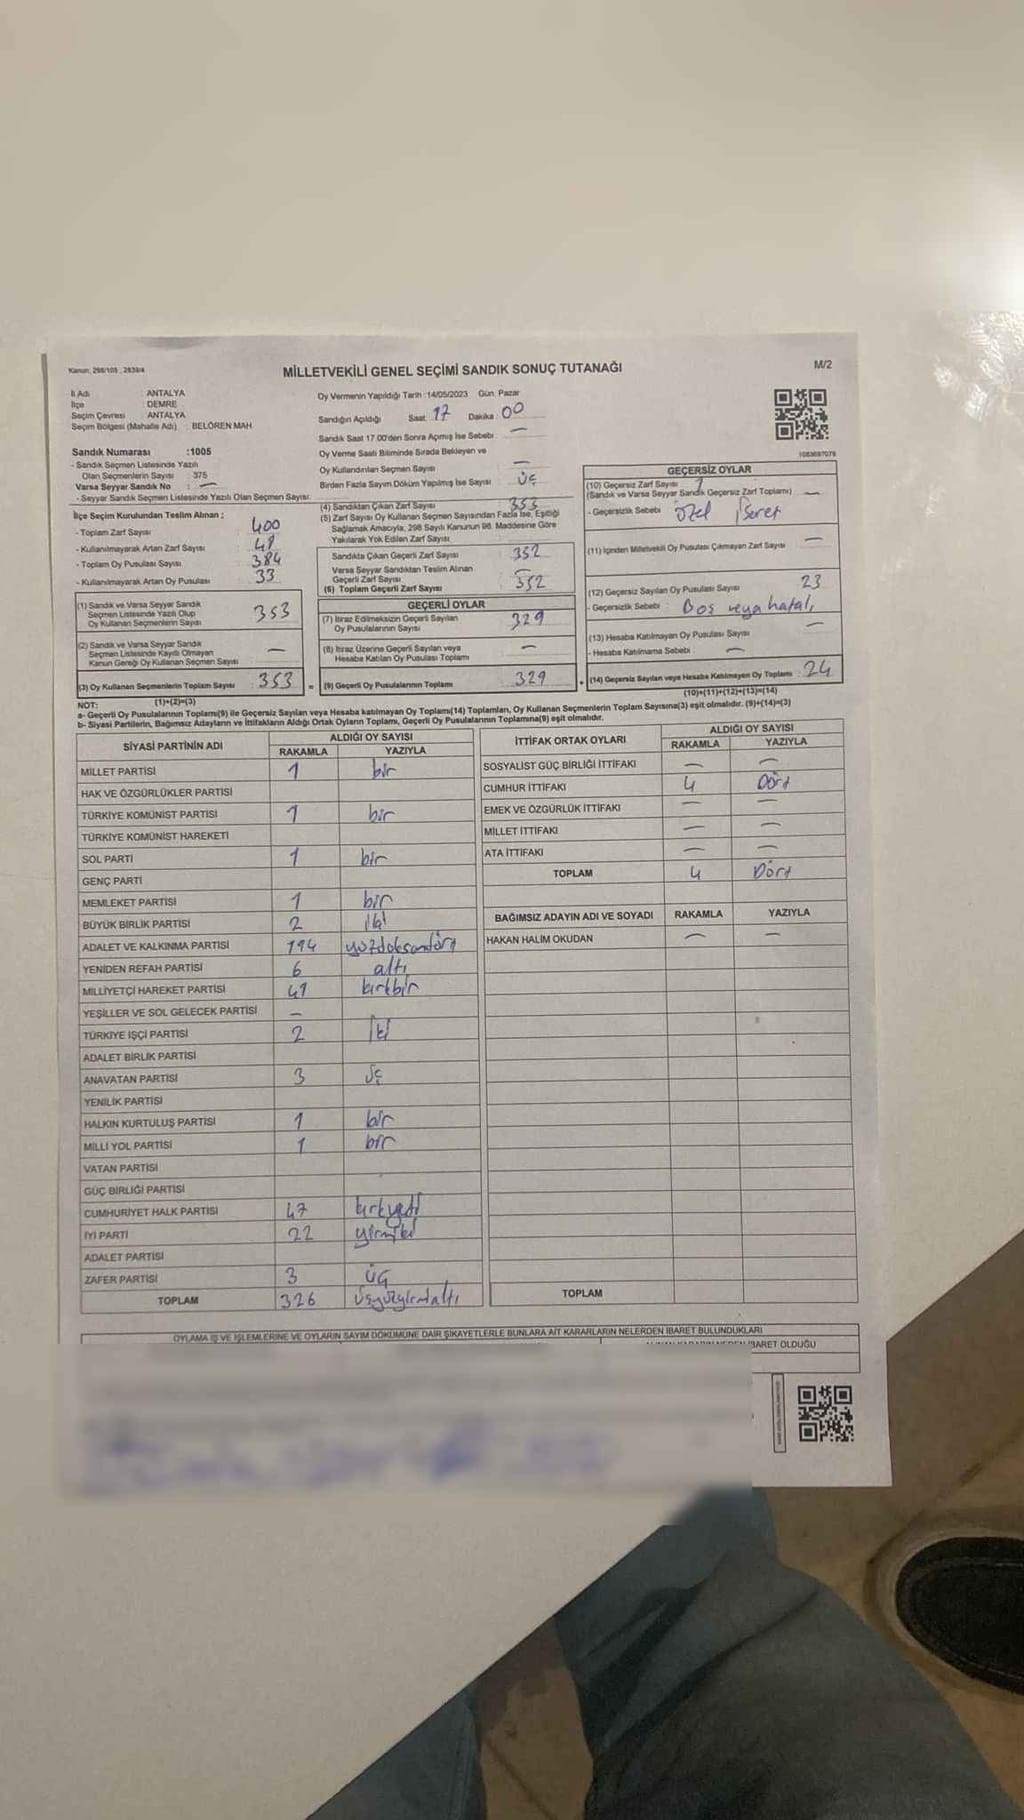 Kanun: 298/105, 2839/4
MİLLETVEKİLİ GENEL SEÇİMİ SANDIK SONUÇ TUTANAĞI
M/2
İl Adı : ANTALYA
İlçe : DEMRE
Seçim Çevresi : ANTALYA
Seçim Bölgesi (Mahalle Adı) : BELÖREN MAH
Sandık Numarası :1005
- Sandık Seçmen Listesinde Yazılı
Olan Seçmenlerin Sayısı : 375
Varsa Seyyar Sandık No : —
- Seyyar Sandık Seçmen Listesinde Yazılı Olan Seçmen Sayısı:
Oy Vermenin Yapıldığı Tarih :14/05/2023 Gün: Pazar
Sandığın Açıldığı Saat: 17 Dakika: 00
Sandık Saat 17.00'den Sonra Açımış İse Sebebi: —
Oy Verme Saati Bitiminde Sırada Bekleyen ve
Oy Kullandırılan Seçmen Sayısı —
Birden Fazla Sayım Döküm Yapılmış İse Sayısı üç
1083697079
İlçe Seçim Kurulundan Teslim Alınan ;
- Toplam Zarf Sayısı 400
- Kullanılmayarak Artan Zarf Sayısı
- Toplam Oy Pusulası Sayısı 384
- Kullanılmayarak Artan Oy Pusulası 33
(1) Sandık ve Varsa Seyyar Sandık
Seçmen Listesinde Yazılı Olup
Oy Kullanan Seçmenlerin Sayısı 353
(2) Sandık ve Varsa Seyyar Sandık
Seçmen Listesinde Kayıtlı Olmayan
Kanun Gereği Oy Kullanan Seçmen Sayısı —
(3) Oy Kullanan Seçmenlerin Toplam Sayısı 353 =
(1)+(2)=(3)
(4) Sandıktan Çıkan Zarf Sayısı 353
(5) Zarf Sayısı Oy Kullanan Seçmen Sayısından Fazla İse, Eşitliği
Sağlamak Amacıyla, 298 Sayılı Kanunun 98. Maddesine Göre
Yakılarak Yok Edilen Zarf Sayısı
Sandıkta Çıkan Geçerli Zarf Sayısı 352
Varsa Seyyar Sandıktan Teslim Alınan
Geçerli Zarf Sayısı —
(6) Toplam Geçerli Zarf Sayısı 352
GEÇERLİ OYLAR
(7) İtiraz Edilmeksizin Geçerli Sayılan
Oy Pusulalarının Sayısı 329
(8) İtiraz Üzerine Geçerli Sayılan veya
Hesaba Katılan Oy Pusulası Toplamı —
(9) Geçerli Oy Pusulalarının Toplamı 329 +
GEÇERSİZ OYLAR
(10) Geçersiz Zarf Sayısı 1
(Sandık ve Varsa Seyyar Sandık Geçersiz Zarf Toplamı) —
- Geçersizlik Sebebi : özel işaret
(11) İçinden Milletvekili Oy Pusulası Çıkmayan Zarf Sayısı —
(12) Geçersiz Sayılan Oy Pusulası Sayısı 23
- Geçersizlik Sebebi : Boş veya hatalı
(13) Hesaba Katılmayan Oy Pusulası Sayısı —
- Hesaba Katılmama Sebebi : —
(14) Geçersiz Sayılan veya Hesaba Katılmayan Oy Toplamı 24
(10)+(11)+(12)+(13)=(14)
NOT:
a- Geçerli Oy Pusulalarının Toplamı(9) ile Geçersiz Sayılan veya Hesaba katılmayan Oy Toplamı(14) Toplamları, Oy Kullanan Seçmenlerin Toplam Sayısına(3) eşit olmalıdır. (9)+(14)=(3)
b- Siyasi Partilerin, Bağımsız Adayların ve İttifakların Aldığı Ortak Oyların Toplamı, Geçerli Oy Pusulalarının Toplamına(9) eşit olmalıdır.
SİYASİ PARTİNİN ADI ALDIĞI OY SAYISI
RAKAMLA YAZIYLA
MİLLET PARTİSİ 1 bir
HAK VE ÖZGÜRLÜKLER PARTİSİ
TÜRKİYE KOMÜNİST PARTİSİ 1 bir
TÜRKİYE KOMÜNİST HAREKETİ
SOL PARTİ 1 bir
GENÇ PARTİ
MEMLEKET PARTİSİ 1 bir
BÜYÜK BİRLİK PARTİSİ 2 iki
ADALET VE KALKINMA PARTİSİ 194 yüzdoksandört
YENİDEN REFAH PARTİSİ 6 altı
MİLLİYETÇİ HAREKET PARTİSİ 41 kırkbir
YEŞİLLER VE SOL GELECEK PARTİSİ —
TÜRKİYE İŞÇİ PARTİSİ 2 İki
ADALET BİRLİK PARTİSİ
ANAVATAN PARTİSİ 3 üç
YENİLİK PARTİSİ
HALKIN KURTULUŞ PARTİSİ 1 bir
MİLLİ YOL PARTİSİ 1 bir
VATAN PARTİSİ
GÜÇ BİRLİĞİ PARTİSİ
CUMHURİYET HALK PARTİSİ 47 kırkyedi
İYİ PARTİ 22 yirmiki
ADALET PARTİSİ
ZAFER PARTİSİ 3 üç
TOPLAM 326
İTTİFAK ORTAK OYLARI ALDIĞI OY SAYISI
RAKAMLA YAZIYLA
SOSYALİST GÜÇ BİRLİĞİ İTTİFAKI — —
CUMHUR İTTİFAKI 4 Dört
EMEK VE ÖZGÜRLÜK İTTİFAKI — —
MİLLET İTTİFAKI — —
ATA İTTİFAKI — —
TOPLAM 4 Dört
BAĞIMSIZ ADAYIN ADI VE SOYADI RAKAMLA YAZIYLA
HAKAN HALİM OKUDAN — —
TOPLAM
OYLAMA İŞ VE İŞLEMLERİNE VE OYLARIN SAYIM DÖKÜMÜNE DAİR ŞİKAYETLERLE BUNLARA AİT KARARLARIN NELERDEN İBARET BULUNDUKLARI
İBARET OLDUĞU